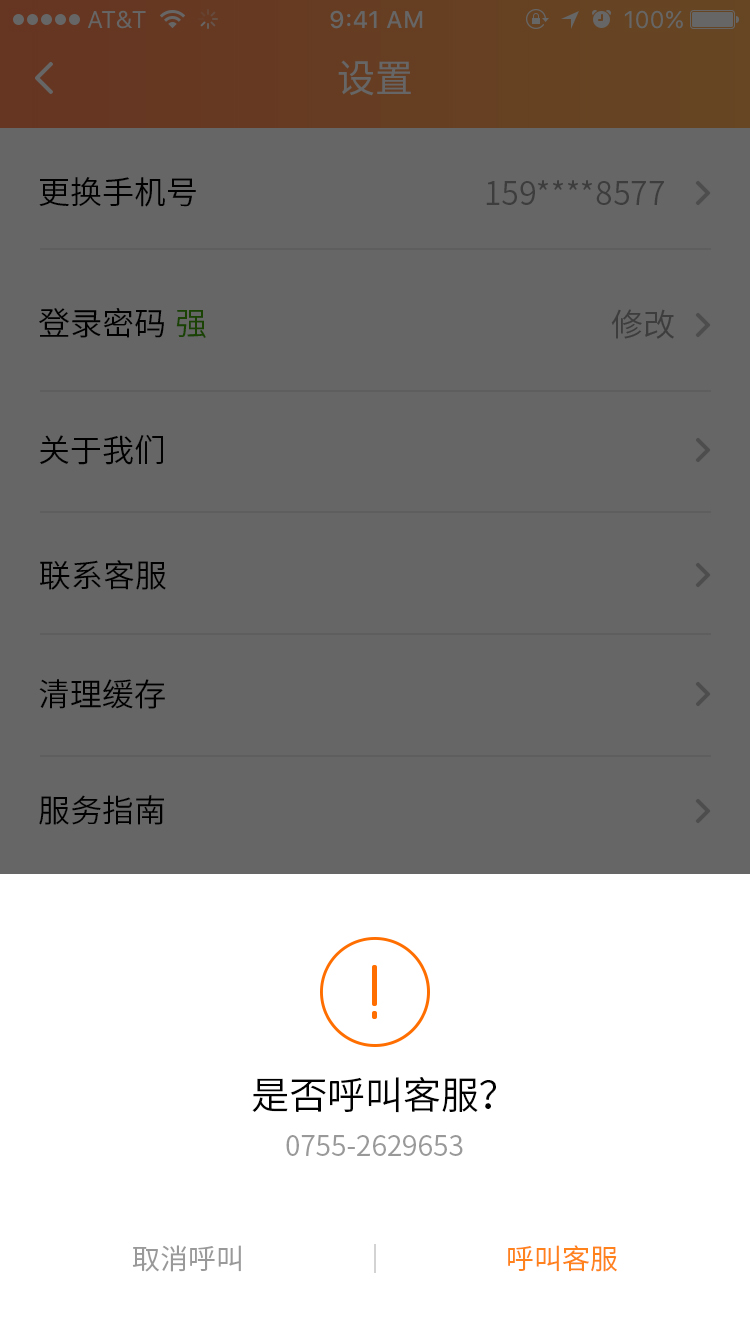 AT&T 9:41 AM 100%
设置
更换手机号 159****8577
登录密码 强 修改
关于我们
联系客服
清理缓存
服务指南
是否呼叫客服?
0755-2629653
取消呼叫 呼叫客服